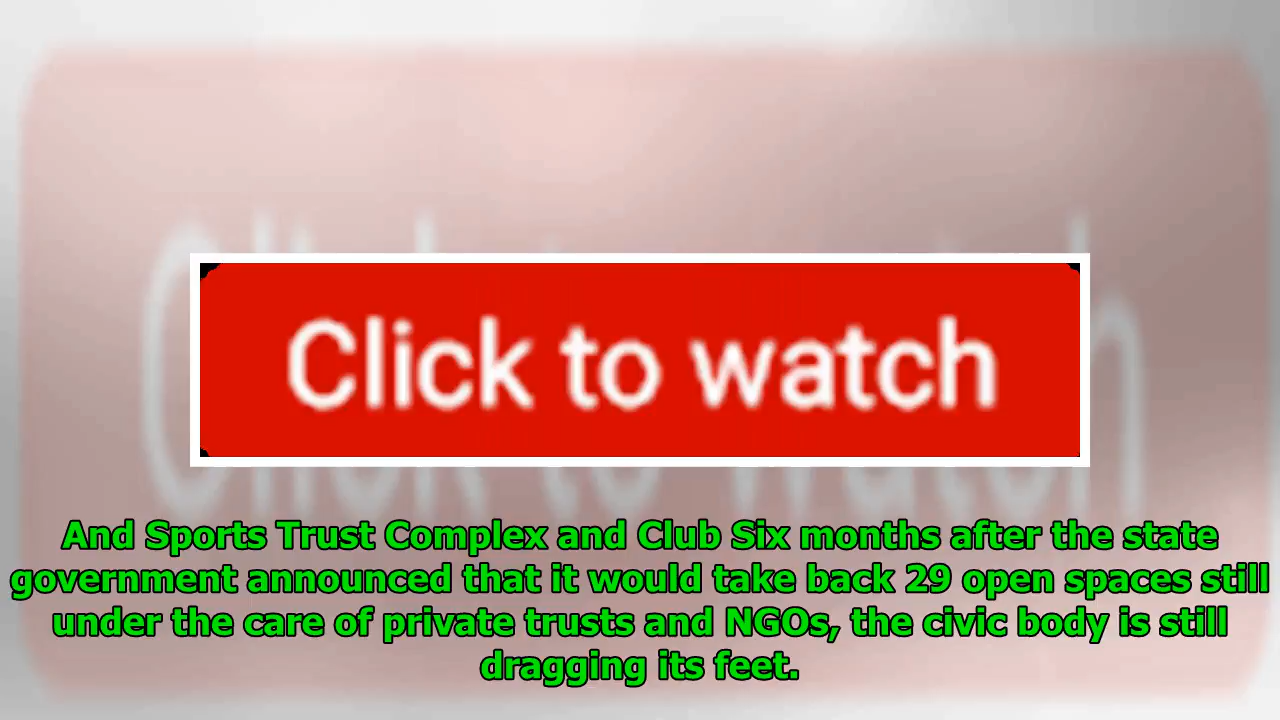 Click to watch
And Sports Trust Complex and Club Six months after the state
government announced that it would take back 29 open spaces still
under the care of private trusts and NGOs, the civic body is still
dragging its feet.